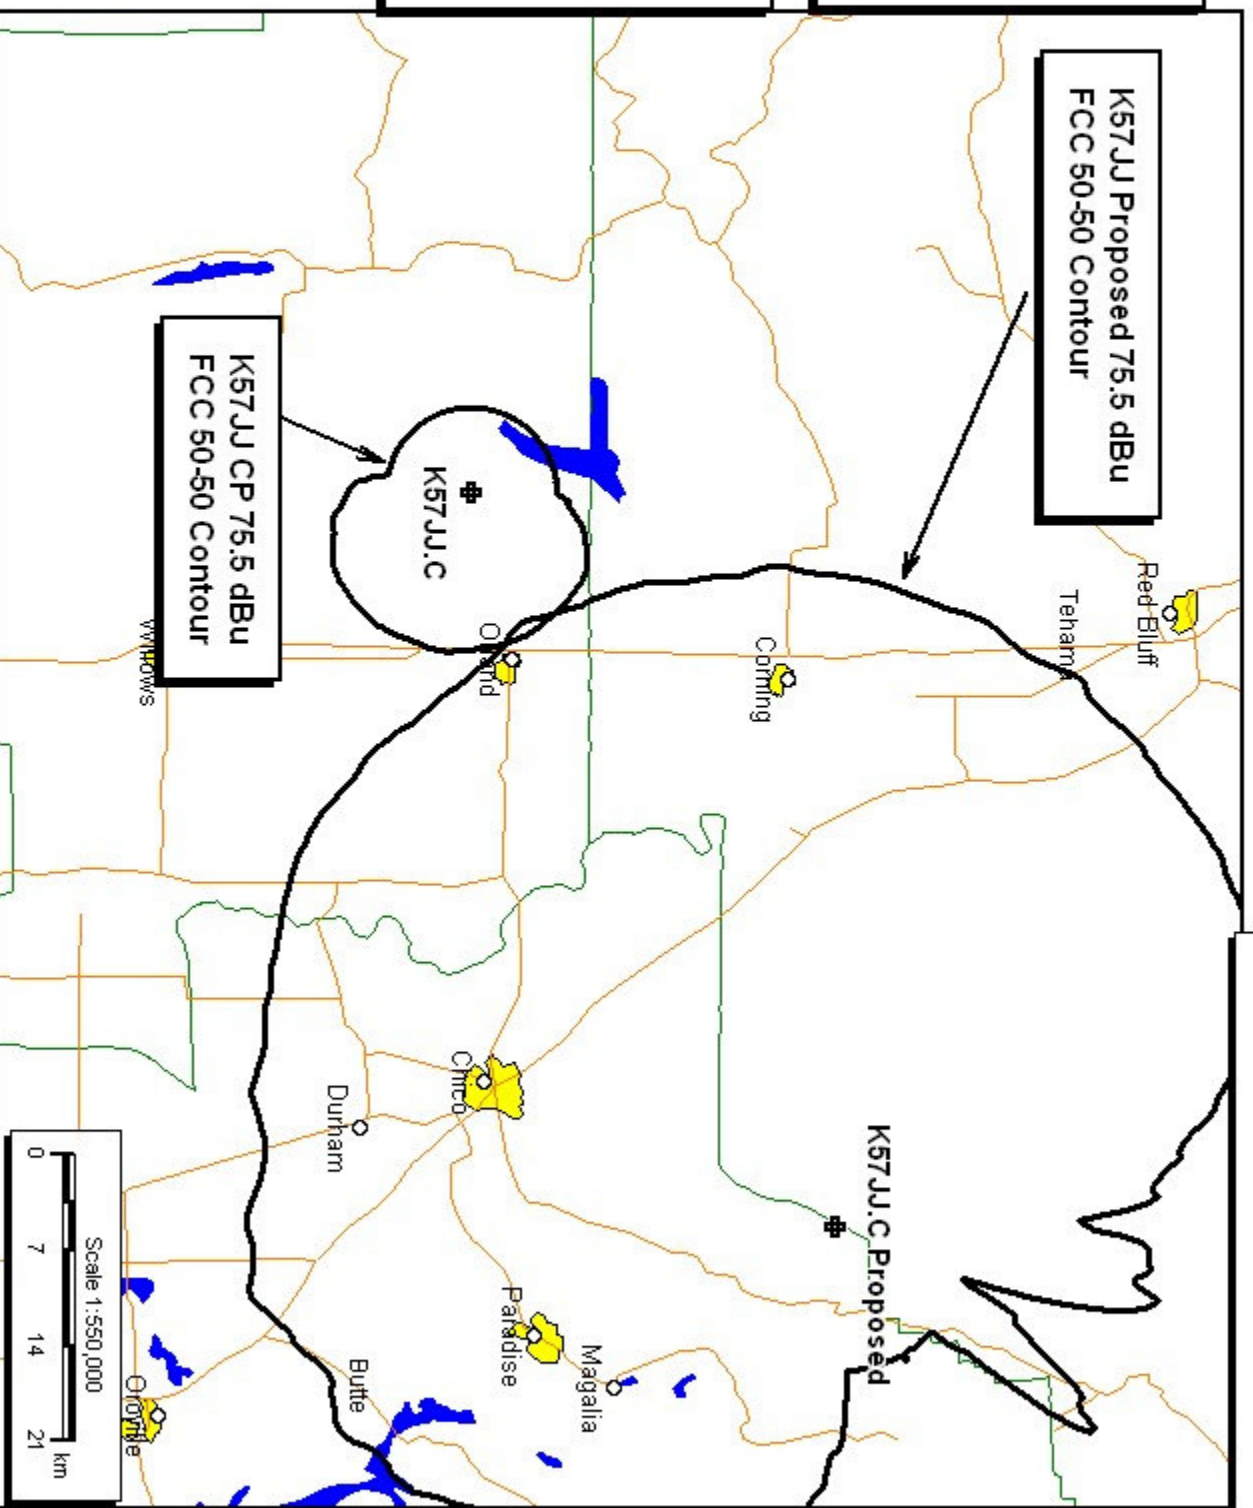 K57JJ Proposed 75.5 dBu
FCC 50-50 Contour
Red Bluff
Tehama
Corning
K57JJ.C
K57JJ CP 75.5 dBu
FCC 50-50 Contour
Orland
Willows
Chico
Durham
K57JJ.C Proposed
Paradise
Magalia
Butte
Oroville
Scale 1:550,000
0 7 14 21
km